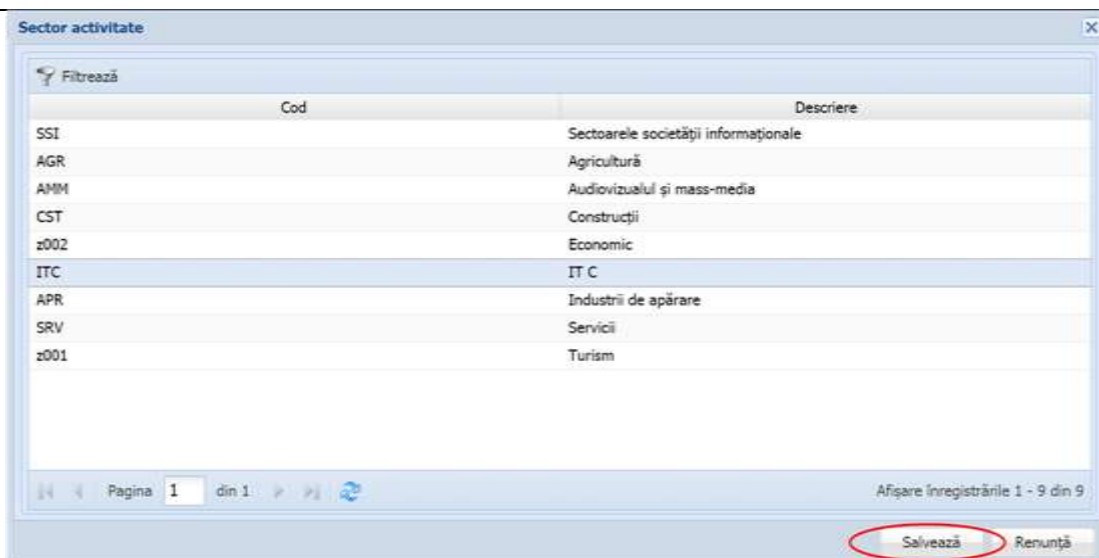 Sector activitate
Filtrează
Cod Descriere
SSI Sectoarele societății informaționale
AGR Agricultură
AMM Audiovizualul și mass-media
CST Construcții
z002 Economic
ITC IT C
APR Industrii de apărare
SRV Servicii
z001 Turism
Pagina 1 din 1 Afișare înregistrările 1 - 9 din 9
Salvează Renunță